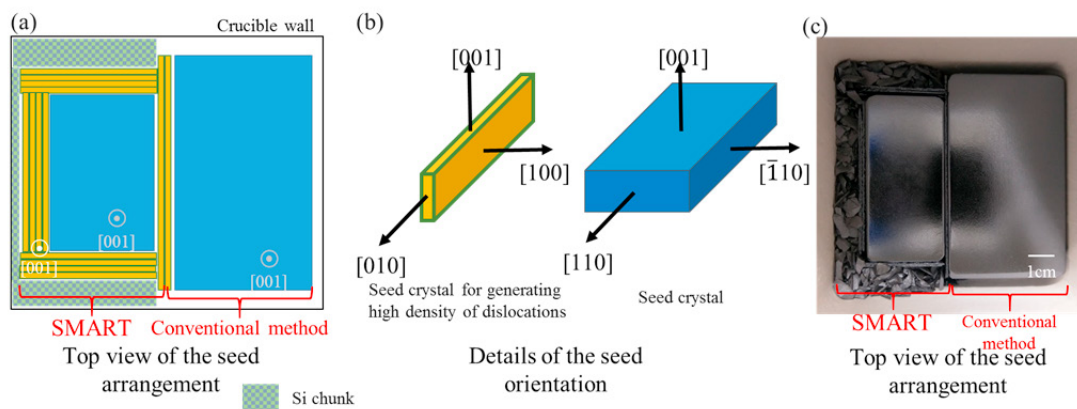 (a)
Crucible wall
[001]
[001]
[001]
SMART
Conventional method
Top view of the seed
arrangement
Si chunk
(b)
[001]
[100]
[010]
Seed crystal for generating
high density of dislocations
[001]
[1̅10]
[110]
Seed crystal
Details of the seed
orientation
(c)
1cm
SMART
Conventional
method
Top view of the seed
arrangement